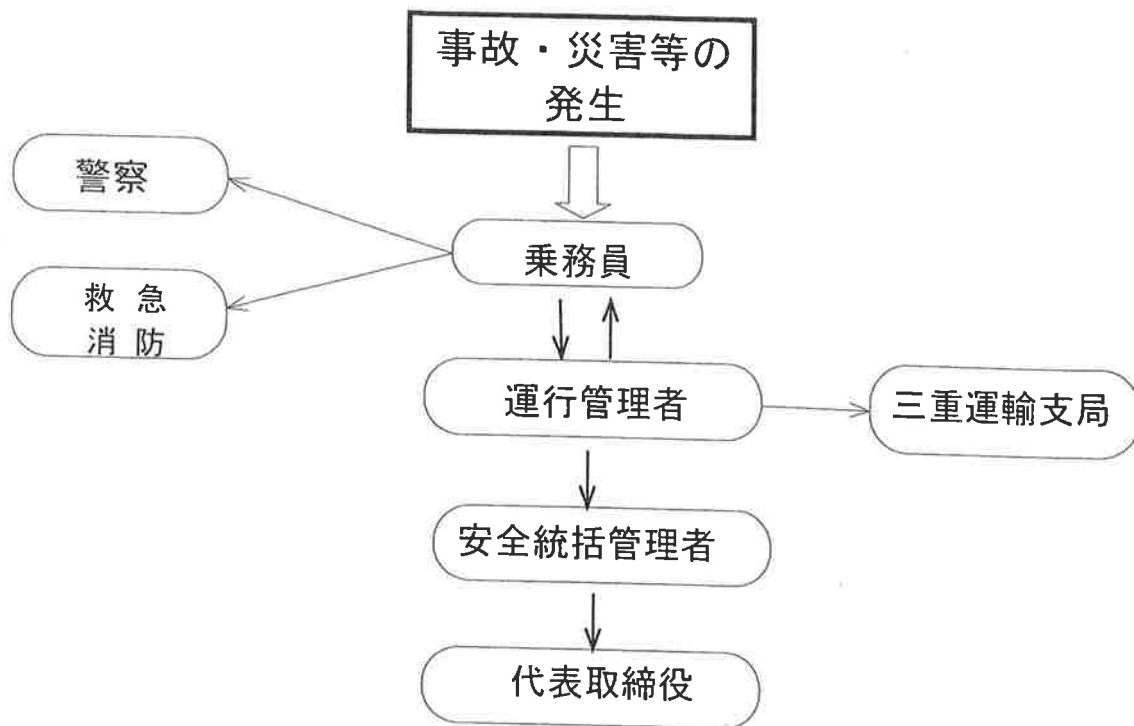 事故・災害等の
発生
警察
乗務員
救急
消防
運行管理者
三重運輸支局
安全統括管理者
代表取締役